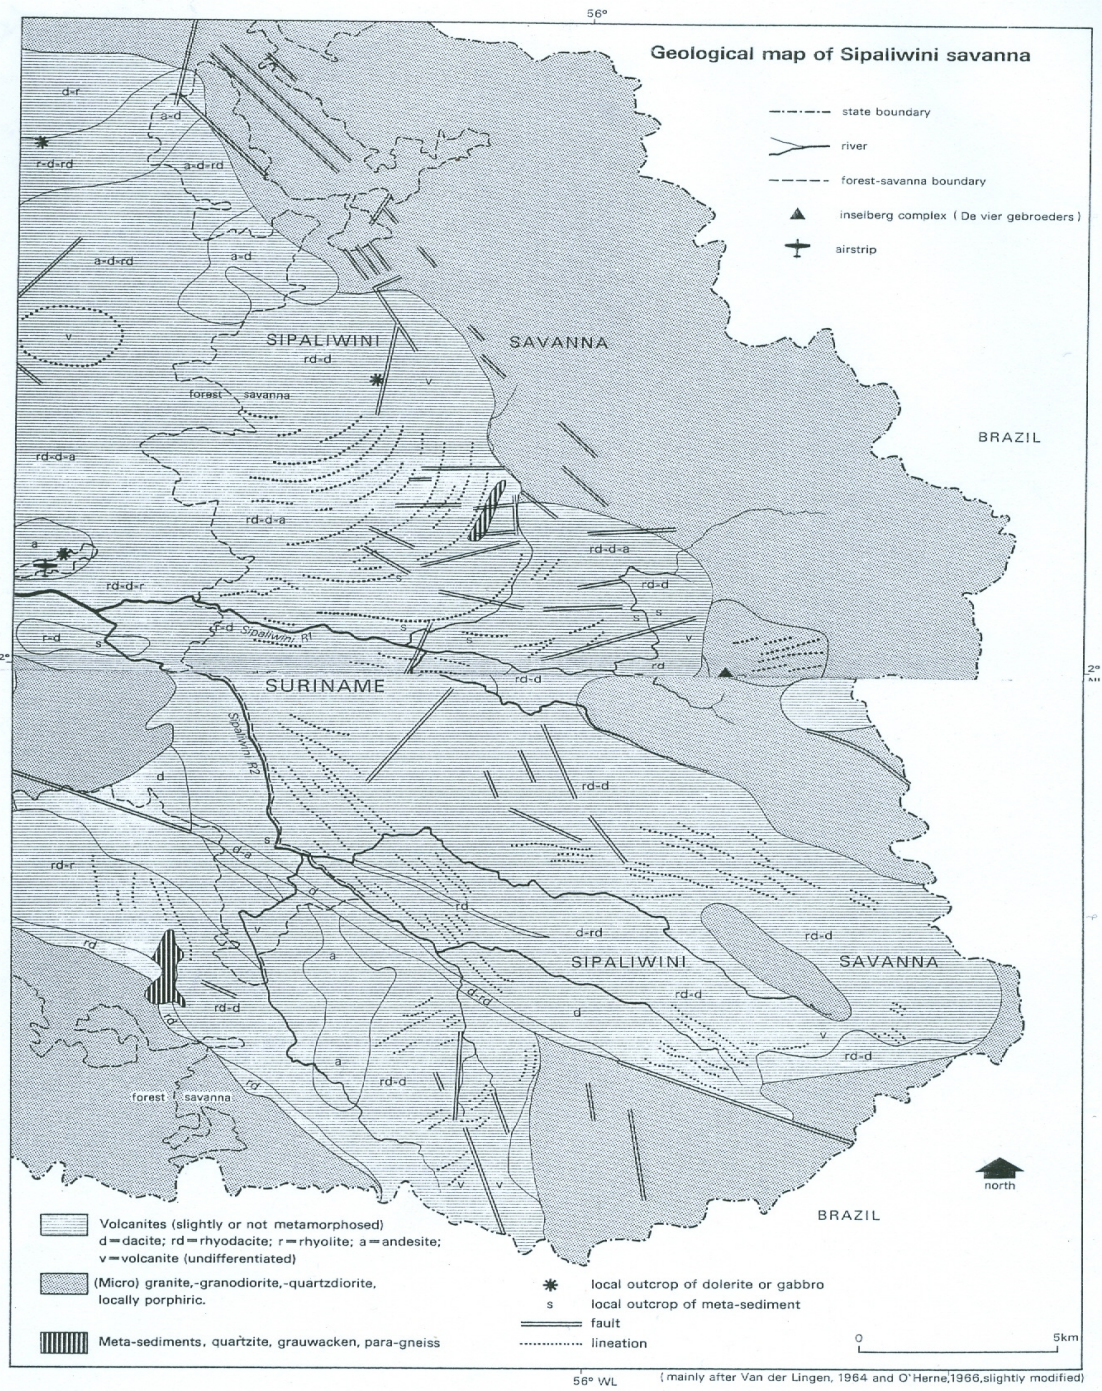 56°
Geological map of Sipaliwini savanna
state boundary
river
forest-savanna boundary
inselberg complex (De vier gebroeders)
airstrip
d-r
a-d
r-d-rd
a-d-rd
a-d-rd
a-d
v
SIPALIWINI SAVANNA
rd-d
v
forest savanna
BRAZIL
rd-d-a
rd-d-a
a
r
rd-d-a
rd-d-r
s
rd-d
s
s
r-d
s
r-d
Sipaliwini R1
s
s
v
rd
2°
2°
rd-d
SURINAME
Sipaliwini R2
d
rd-d
s
d-a
rd-r
d
rd
v
d-rd
rd-d
rd
a
SIPALIWINI SAVANNA
d-rd
rd-d
rd-d
d
rd
v
rd-d
a
rd-d
rd
forest savanna
v
v
north
BRAZIL
Volcanites (slightly or not metamorphosed)
d=dacite; rd=rhyodacite; r=rhyolite; a=andesite;
v=volcanite (undifferentiated)
(Micro) granite,-granodiorite,-quartzdiorite,
locally porphiric.
Meta-sediments, quartzite, grauwacken, para-gneiss
local outcrop of dolerite or gabbro
s local outcrop of meta-sediment
fault
lineation
0 5km
56° WL
(mainly after Van der Lingen, 1964 and O'Herne,1966,slightly modified)